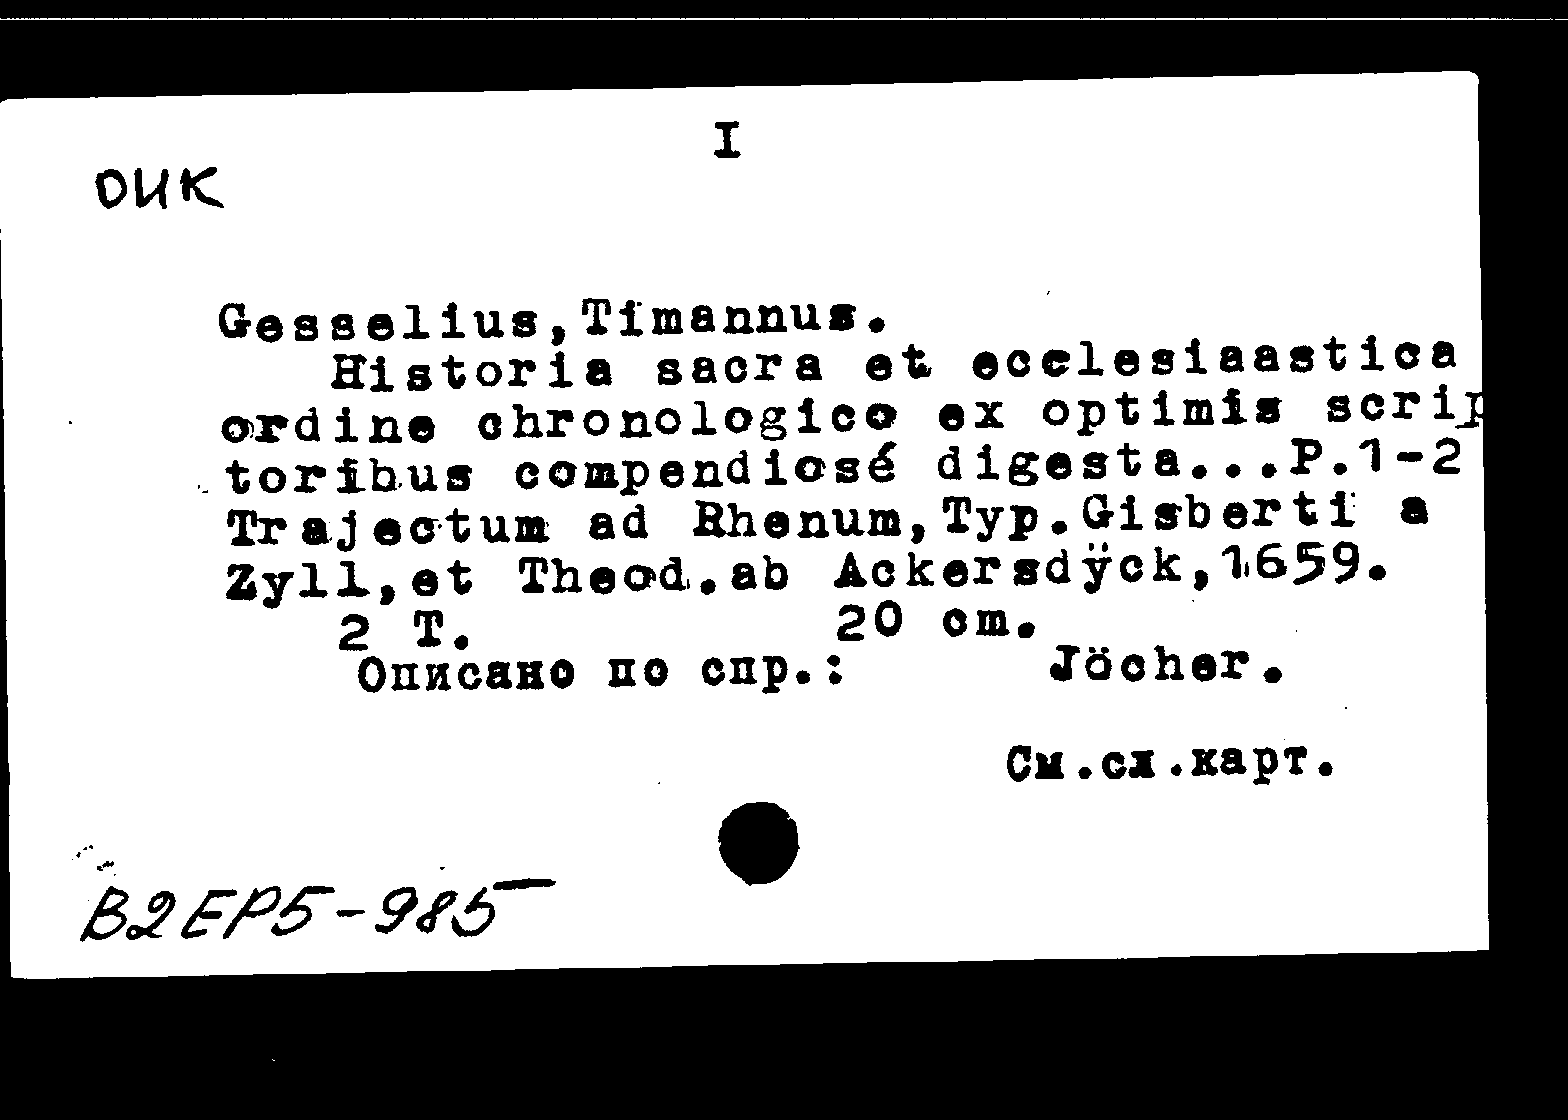 I
ОИК
Gesselius,Timannus.
Historia sacra et ecclesiaastica
ordine chronologico ex optimis scrip
toribus compendiosé digesta...P.1-2
Trajectum ad Rhenum,Typ.Gisberti a
Zyll,et Theod.ab Ackersdÿck,1659.
2 T. 20 cm.
Описано по спр.: Jöcher.
См.сл.карт.
B2EP5-985